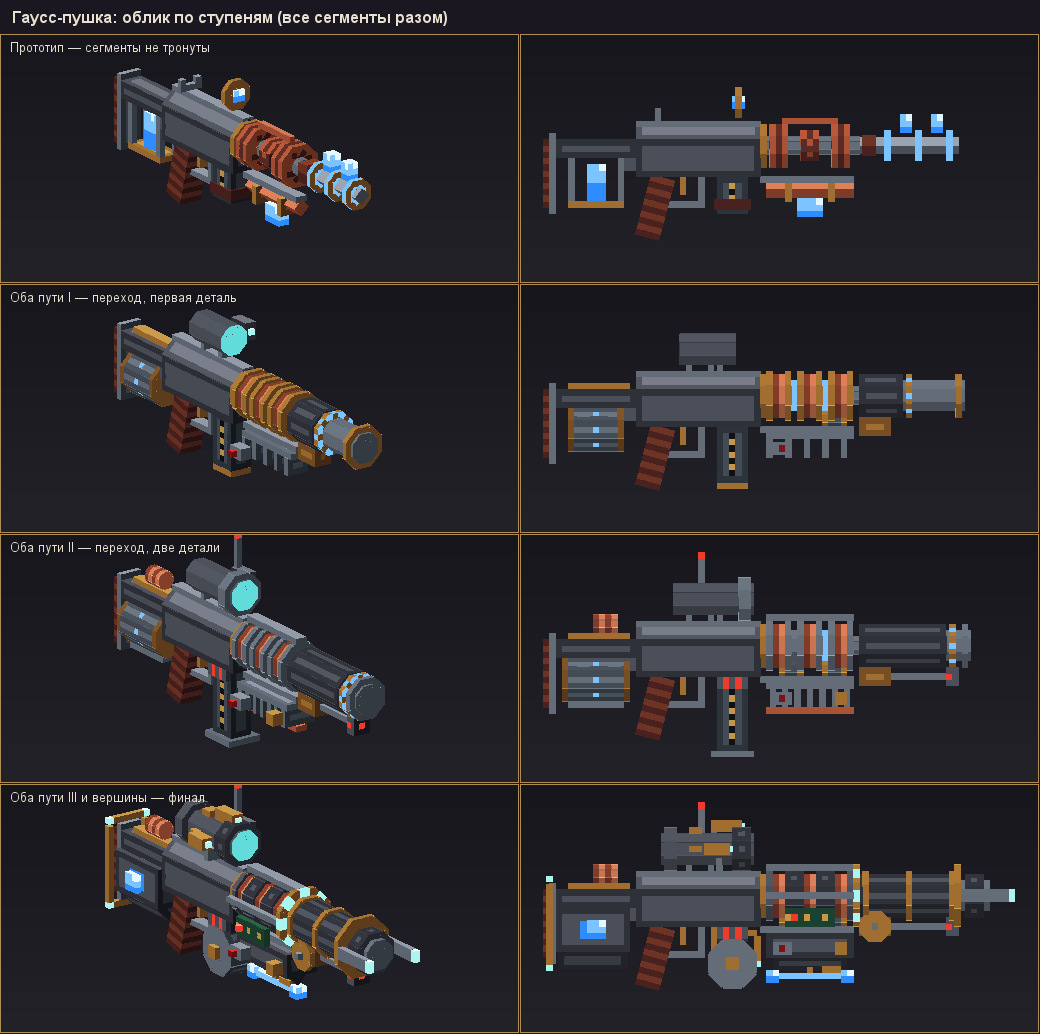 Гаусс-пушка: облик по ступеням (все сегменты разом)
Прототип — сегменты не тронуты
Оба пути I — переход, первая деталь
Оба пути II — переход, две детали
Оба пути III и вершины — финал